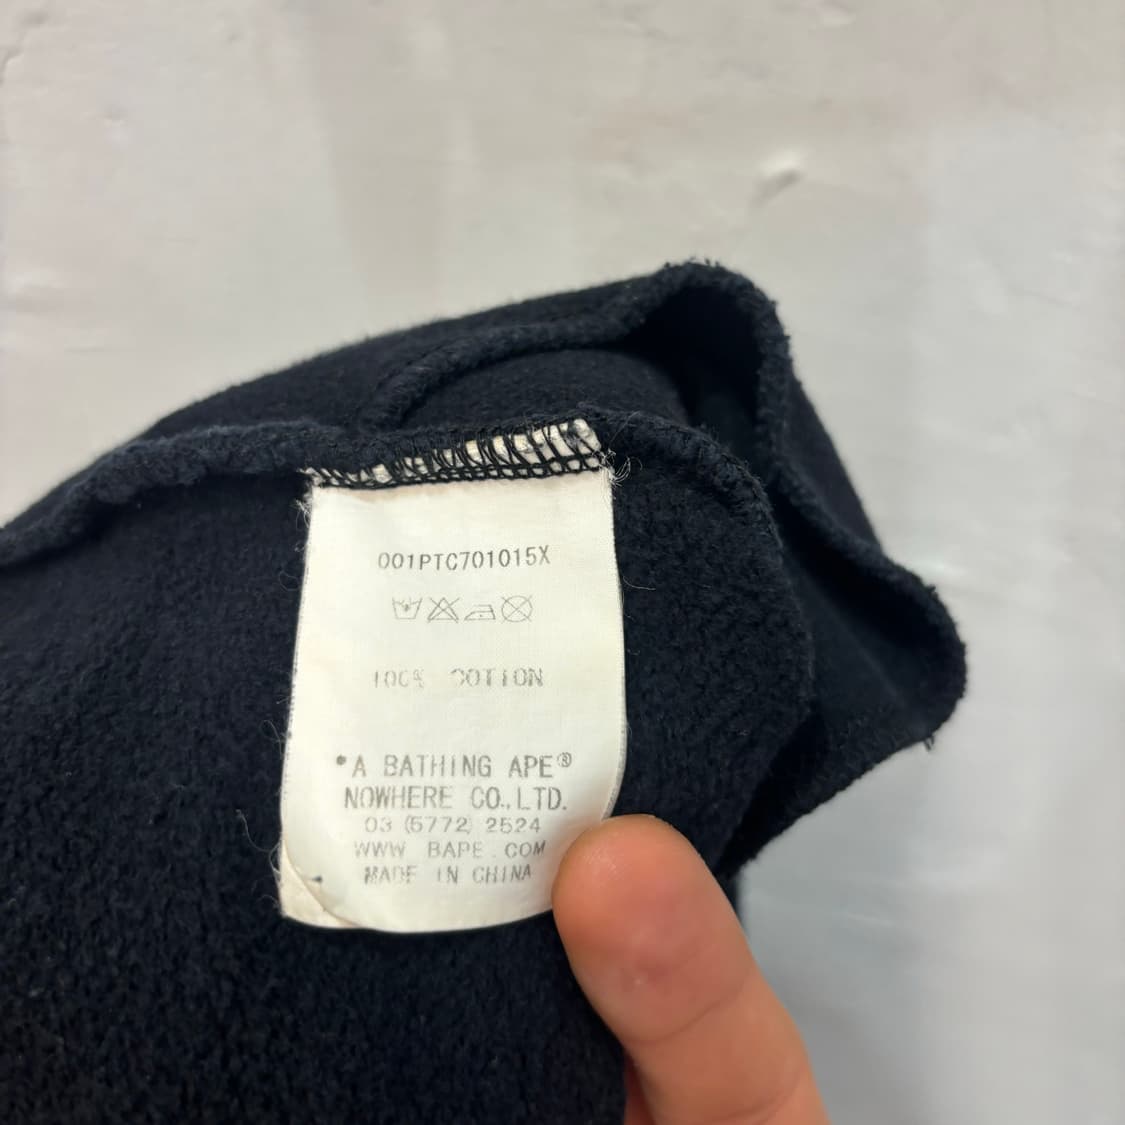 001PTC701015X
100% COTTON
*A BATHING APE®
NOWHERE CO.,LTD.
03 (5772) 2524
WWW . BAPE . COM
MADE IN CHINA